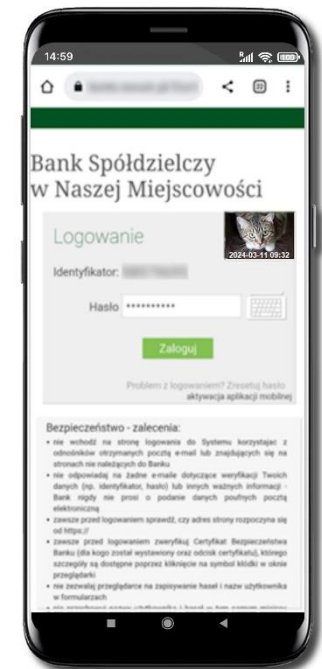 14:59
Bank Spółdzielczy
w Naszej Miejscowości
Logowanie
2024-03-11 09:32
Identyfikator:
Hasło **********
Zaloguj
Problem z logowaniem? Zresetuj hasło
aktywacja aplikacji mobilnej
Bezpieczeństwo - zalecenia:
• nie wchodź na stronę logowania do Systemu korzystając z
odnośników otrzymanych pocztą e-mail lub znajdujących się na
stronach nie należących do Banku
• nie odpowiadaj na żadne e-maile dotyczące weryfikacji Twoich
danych (np. identyfikator, hasło) lub innych ważnych informacji -
Bank nigdy nie prosi o podanie danych poufnych pocztą
elektroniczną
• zawsze przed logowaniem sprawdź, czy adres strony rozpoczyna się
od https://
• zawsze przed logowaniem zweryfikuj Certyfikat Bezpieczeństwa
Banku (dla kogo został wystawiony oraz odcisk certyfikatu), którego
szczegóły są dostępne poprzez kliknięcie na symbol kłódki w oknie
przeglądarki
• nie zezwalaj przeglądarce na zapisywanie haseł i nazw użytkownika
w formularzach